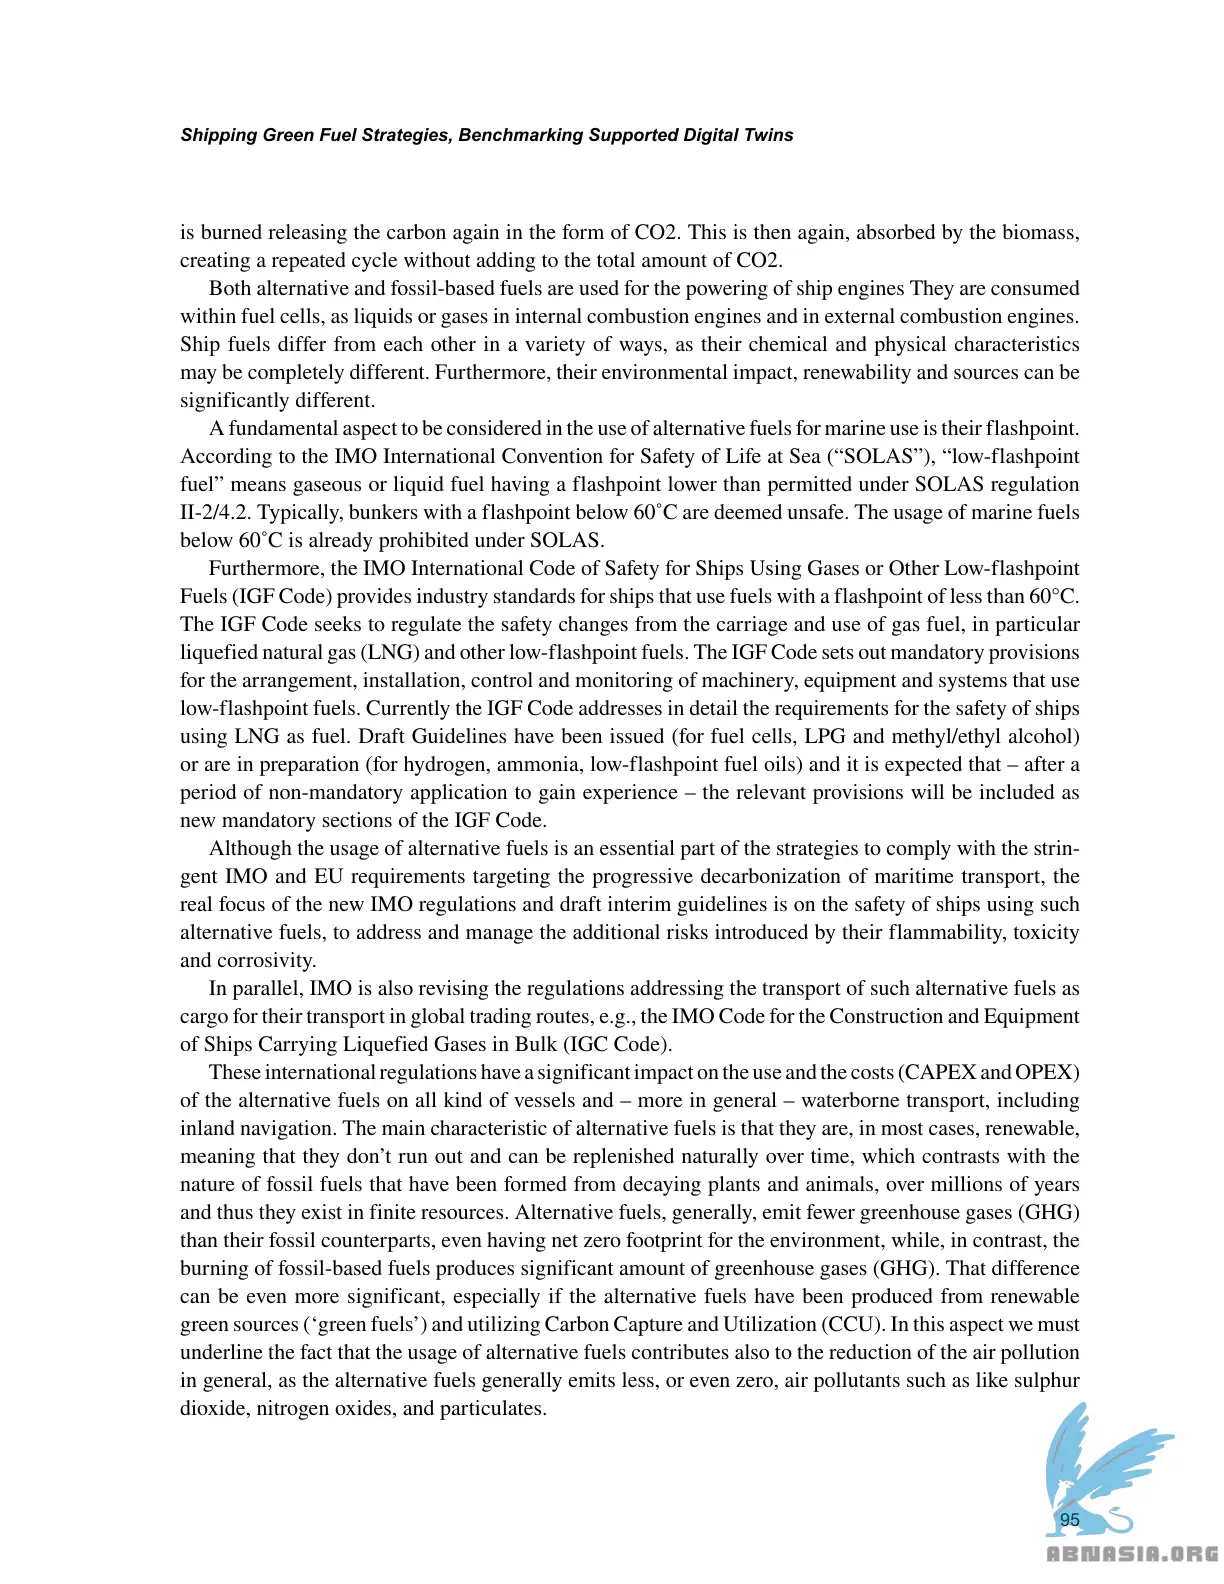 Shipping Green Fuel Strategies, Benchmarking Supported Digital Twins
is burned releasing the carbon again in the form of CO2. This is then again, absorbed by the biomass,
creating a repeated cycle without adding to the total amount of CO2.
Both alternative and fossil-based fuels are used for the powering of ship engines They are consumed
within fuel cells, as liquids or gases in internal combustion engines and in external combustion engines.
Ship fuels differ from each other in a variety of ways, as their chemical and physical characteristics
may be completely different. Furthermore, their environmental impact, renewability and sources can be
significantly different.
A fundamental aspect to be considered in the use of alternative fuels for marine use is their flashpoint.
According to the IMO International Convention for Safety of Life at Sea (“SOLAS”), “low-flashpoint
fuel” means gaseous or liquid fuel having a flashpoint lower than permitted under SOLAS regulation
II-2/4.2. Typically, bunkers with a flashpoint below 60˚C are deemed unsafe. The usage of marine fuels
below 60˚C is already prohibited under SOLAS.
Furthermore, the IMO International Code of Safety for Ships Using Gases or Other Low-flashpoint
Fuels (IGF Code) provides industry standards for ships that use fuels with a flashpoint of less than 60°C.
The IGF Code seeks to regulate the safety changes from the carriage and use of gas fuel, in particular
liquefied natural gas (LNG) and other low-flashpoint fuels. The IGF Code sets out mandatory provisions
for the arrangement, installation, control and monitoring of machinery, equipment and systems that use
low-flashpoint fuels. Currently the IGF Code addresses in detail the requirements for the safety of ships
using LNG as fuel. Draft Guidelines have been issued (for fuel cells, LPG and methyl/ethyl alcohol)
or are in preparation (for hydrogen, ammonia, low-flashpoint fuel oils) and it is expected that – after a
period of non-mandatory application to gain experience – the relevant provisions will be included as
new mandatory sections of the IGF Code.
Although the usage of alternative fuels is an essential part of the strategies to comply with the strin-
gent IMO and EU requirements targeting the progressive decarbonization of maritime transport, the
real focus of the new IMO regulations and draft interim guidelines is on the safety of ships using such
alternative fuels, to address and manage the additional risks introduced by their flammability, toxicity
and corrosivity.
In parallel, IMO is also revising the regulations addressing the transport of such alternative fuels as
cargo for their transport in global trading routes, e.g., the IMO Code for the Construction and Equipment
of Ships Carrying Liquefied Gases in Bulk (IGC Code).
These international regulations have a significant impact on the use and the costs (CAPEX and OPEX)
of the alternative fuels on all kind of vessels and – more in general – waterborne transport, including
inland navigation. The main characteristic of alternative fuels is that they are, in most cases, renewable,
meaning that they don’t run out and can be replenished naturally over time, which contrasts with the
nature of fossil fuels that have been formed from decaying plants and animals, over millions of years
and thus they exist in finite resources. Alternative fuels, generally, emit fewer greenhouse gases (GHG)
than their fossil counterparts, even having net zero footprint for the environment, while, in contrast, the
burning of fossil-based fuels produces significant amount of greenhouse gases (GHG). That difference
can be even more significant, especially if the alternative fuels have been produced from renewable
green sources (‘green fuels’) and utilizing Carbon Capture and Utilization (CCU). In this aspect we must
underline the fact that the usage of alternative fuels contributes also to the reduction of the air pollution
in general, as the alternative fuels generally emits less, or even zero, air pollutants such as like sulphur
dioxide, nitrogen oxides, and particulates.
95
ABNASIA.ORG